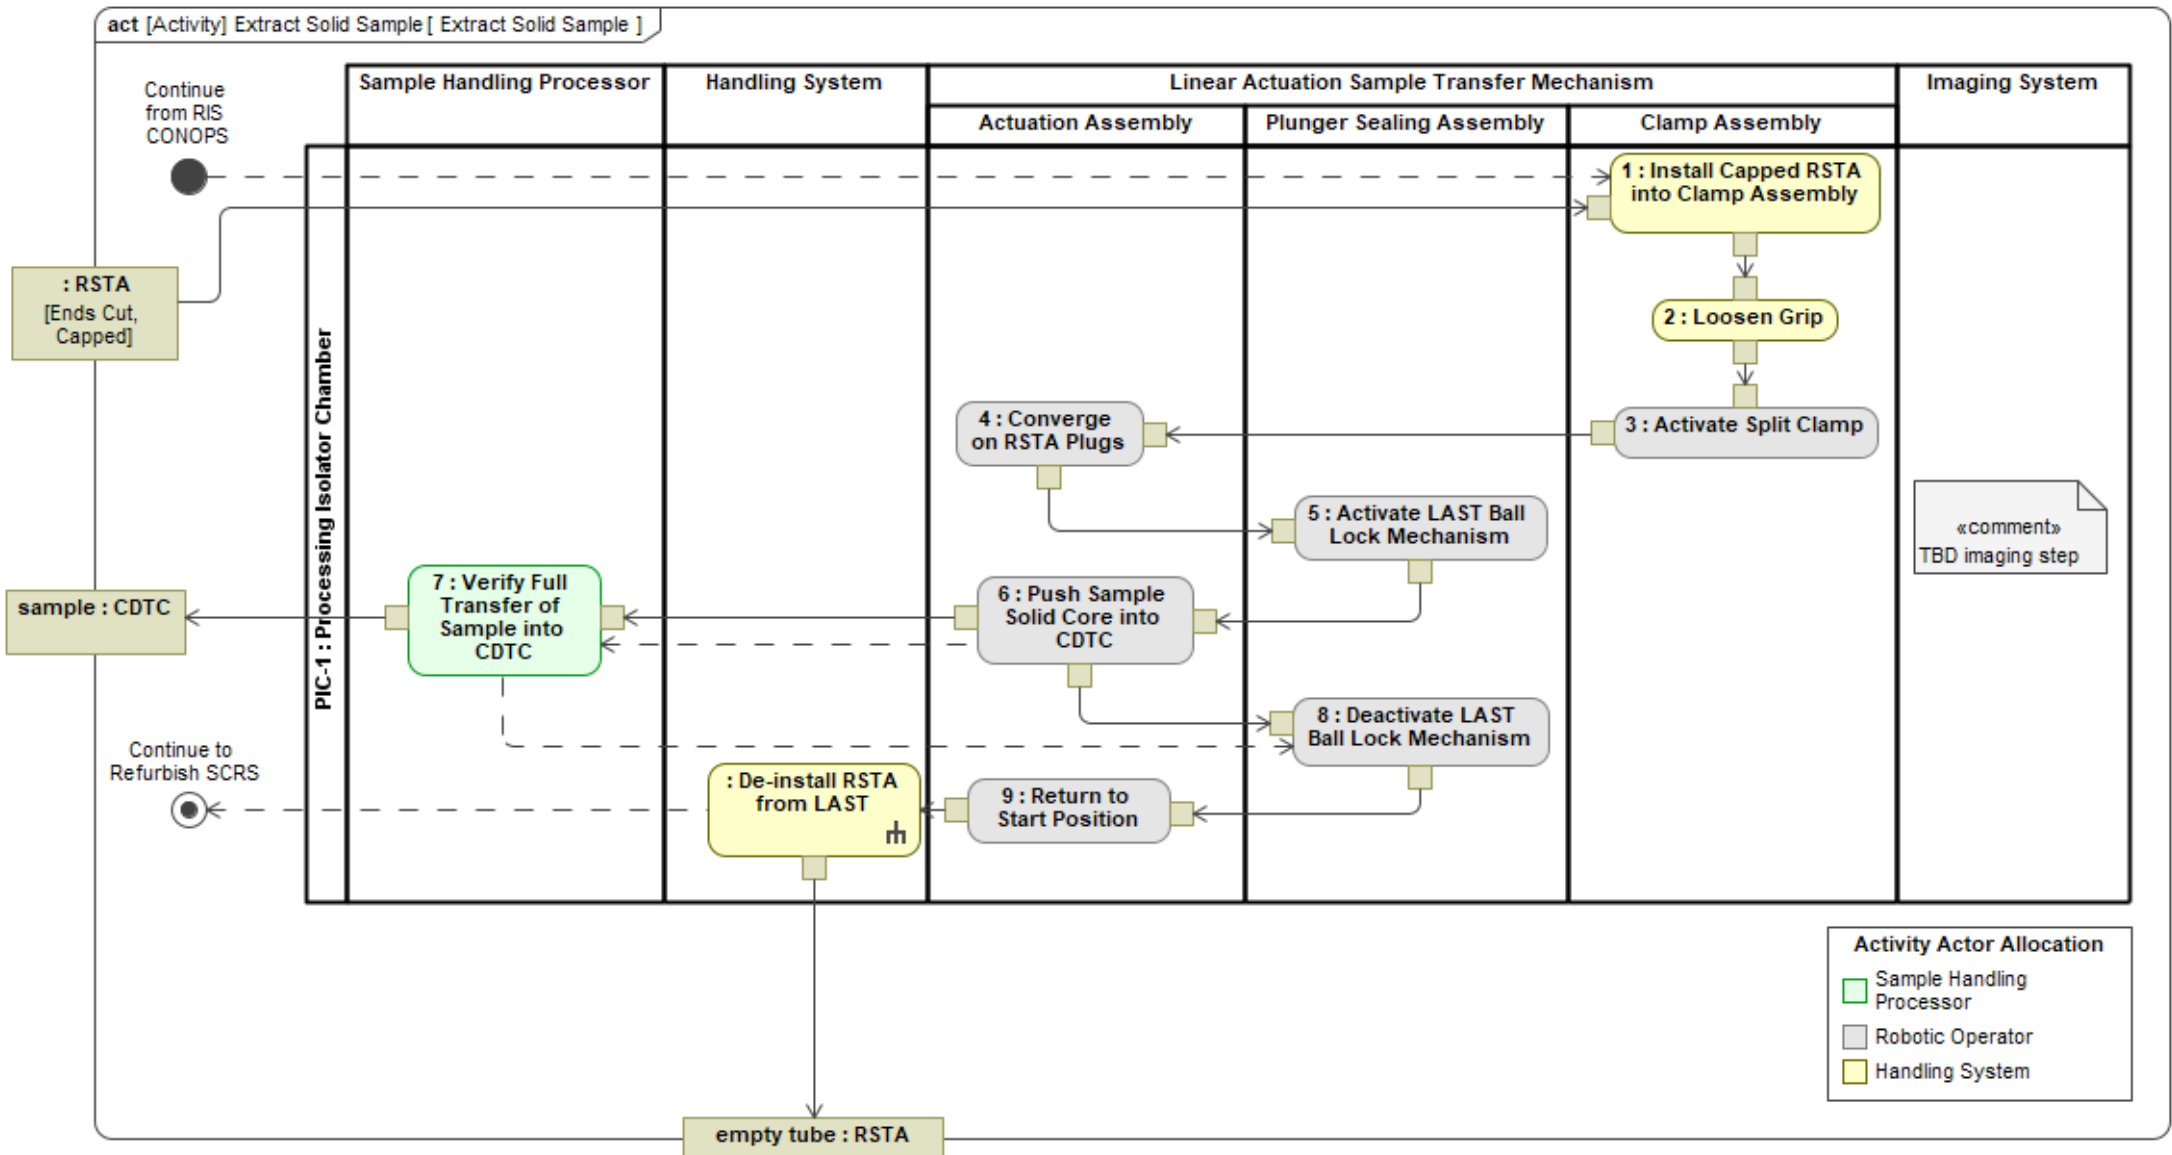 act [Activity] Extract Solid Sample [ Extract Solid Sample ]
Continue
from RIS
CONOPS
Sample Handling Processor
Handling System
Linear Actuation Sample Transfer Mechanism
Imaging System
Actuation Assembly
Plunger Sealing Assembly
Clamp Assembly
PIC-1 : Processing Isolator Chamber
1 : Install Capped RSTA
into Clamp Assembly
: RSTA
[Ends Cut,
Capped]
2 : Loosen Grip
3 : Activate Split Clamp
4 : Converge
on RSTA Plugs
5 : Activate LAST Ball
Lock Mechanism
«comment»
TBD imaging step
6 : Push Sample
Solid Core into
CDTC
7 : Verify Full
Transfer of
Sample into
CDTC
sample : CDTC
8 : Deactivate LAST
Ball Lock Mechanism
Continue to
Refurbish SCRS
: De-install RSTA
from LAST
9 : Return to
Start Position
Activity Actor Allocation
Sample Handling
Processor
Robotic Operator
Handling System
empty tube : RSTA